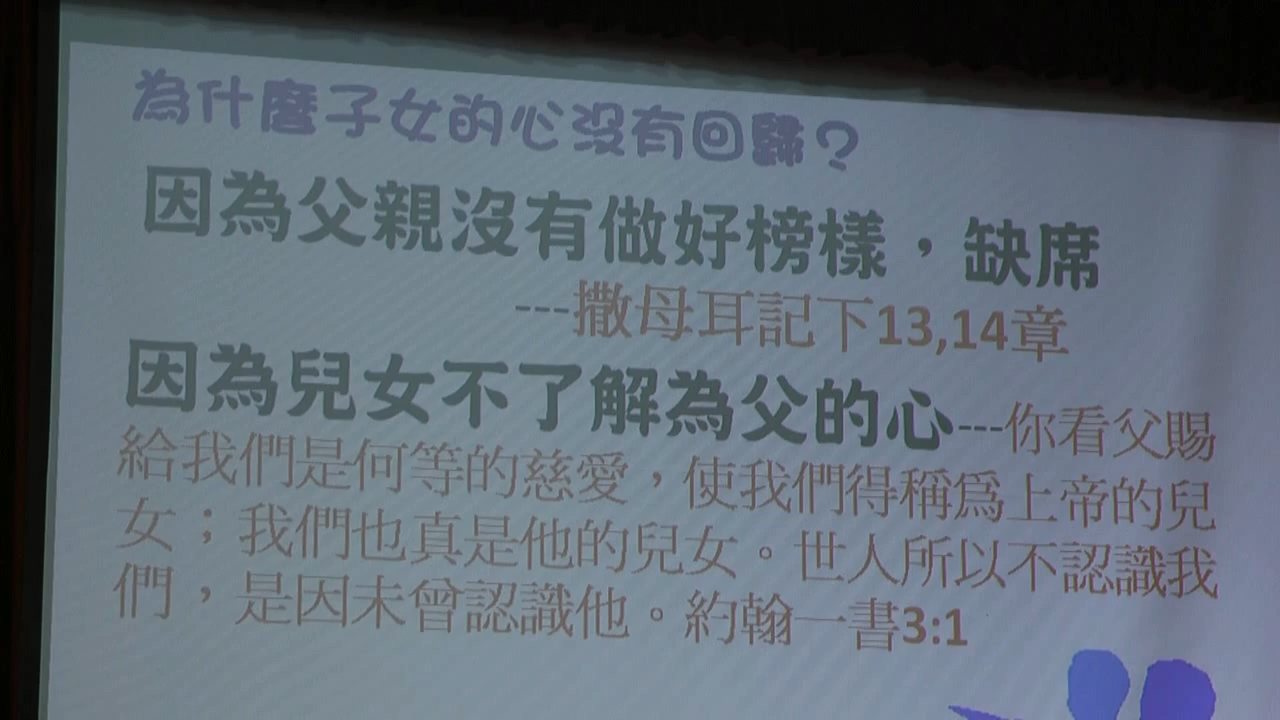 為什麼子女的心沒有回歸？
因為父親沒有做好榜樣，缺席
---撒母耳記下13,14章
因為兒女不了解為父的心---你看父賜
給我們是何等的慈愛，使我們得稱爲上帝的兒
女；我們也真是他的兒女。世人所以不認識我
們，是因未曾認識他。約翰一書3:1